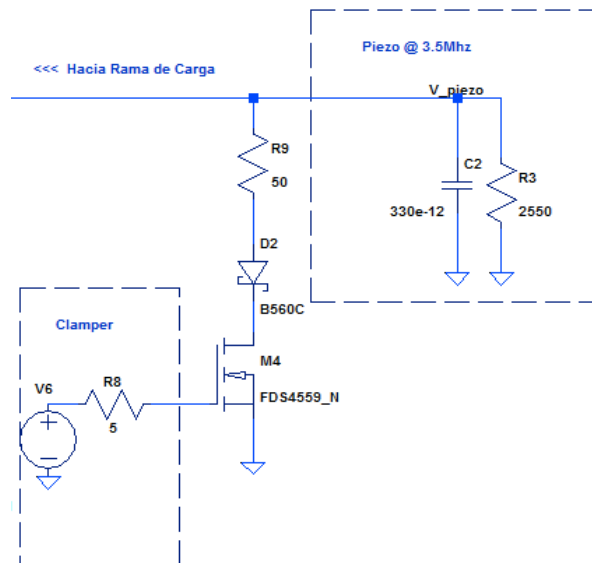 Piezo @ 3.5Mhz
<<< Hacia Rama de Carga
V_piezo
R9
50
C2
330e-12
R3
2550
D2
B560C
Clamper
M4
FDS4559_N
V6
R8
5